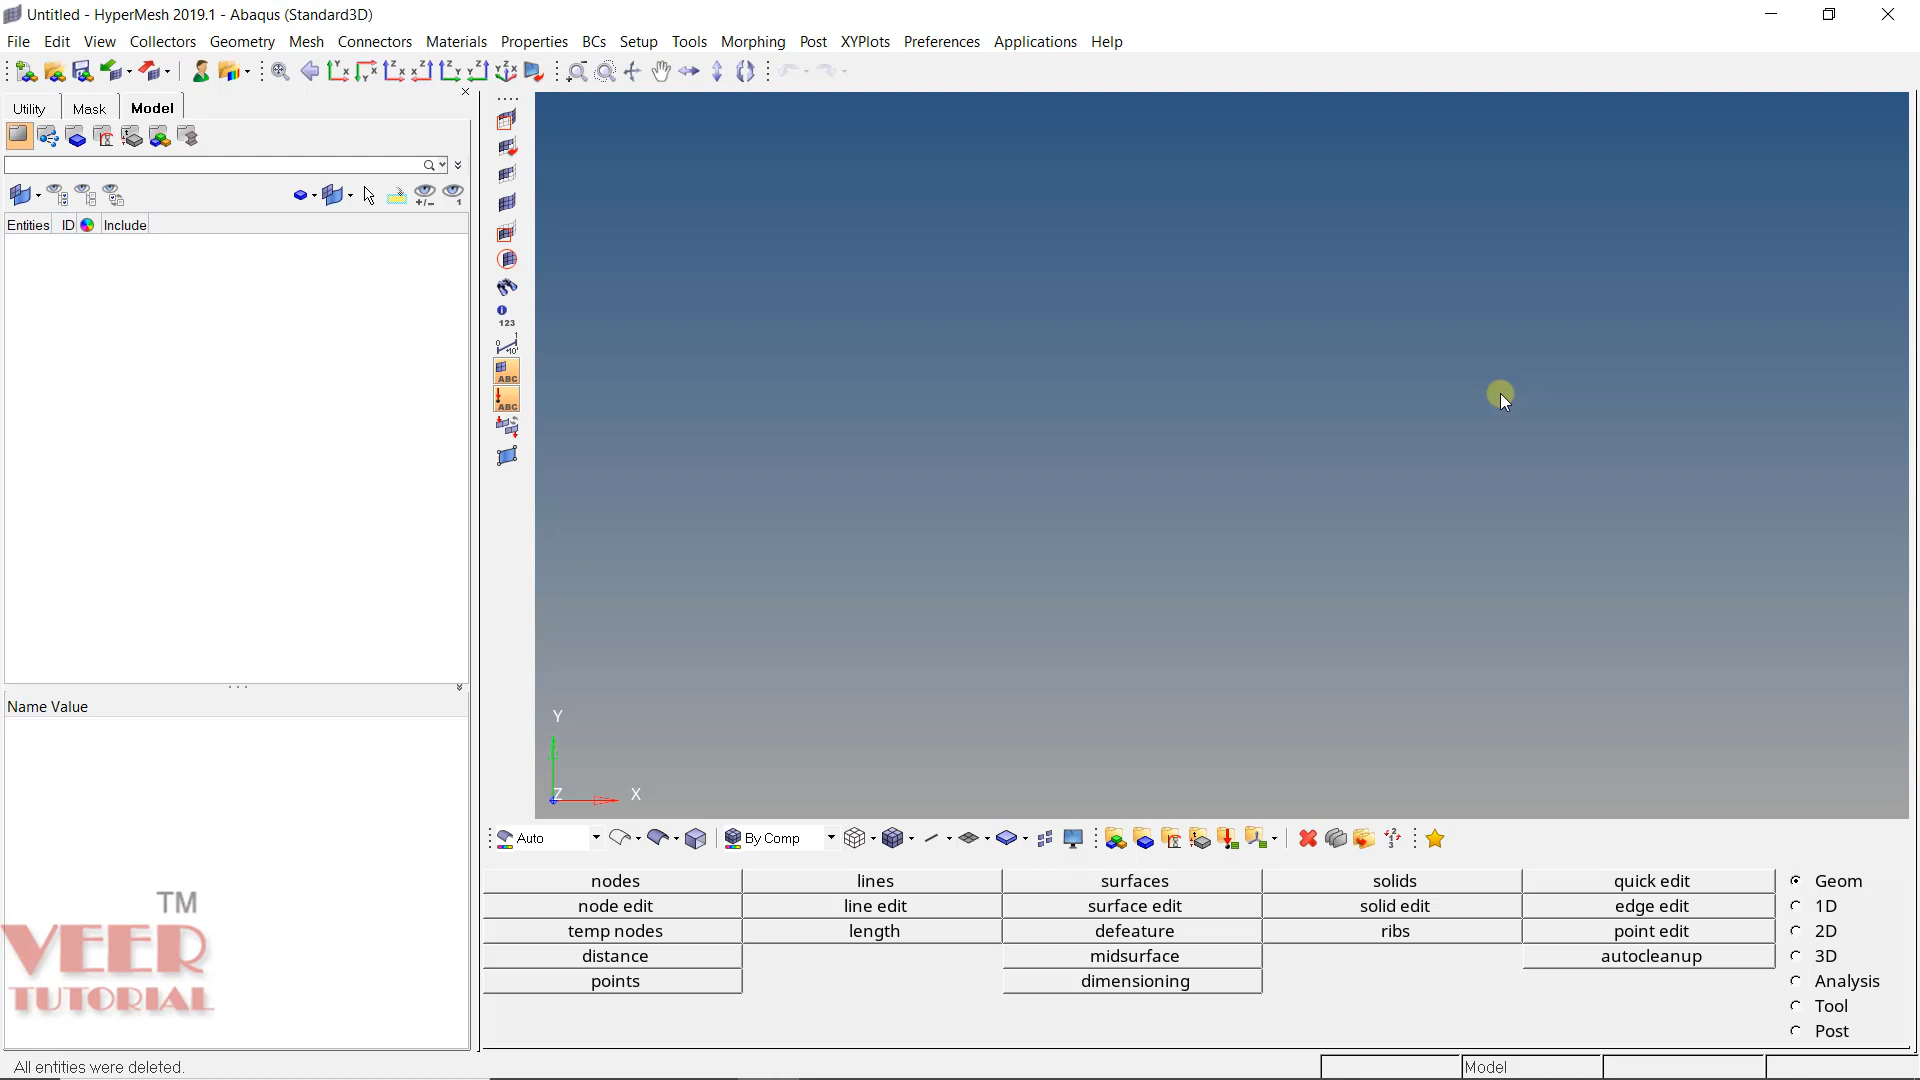 Untitled - HyperMesh 2019.1 - Abaqus (Standard3D)
File Edit View Collectors Geometry Mesh Connectors Materials Properties BCs Setup Tools Morphing Post XYPlots Preferences Applications Help
Utility Mask Model
Entities ID Include
123
ABC
ABC
Y
Z X
Name Value
Auto By Comp
nodes lines surfaces solids quick edit Geom
node edit line edit surface edit solid edit edge edit 1D
temp nodes length defeature ribs point edit 2D
distance midsurface autocleanup 3D
points dimensioning Analysis
Tool
Post
TM
VEER
TUTORIAL
All entities were deleted. Model